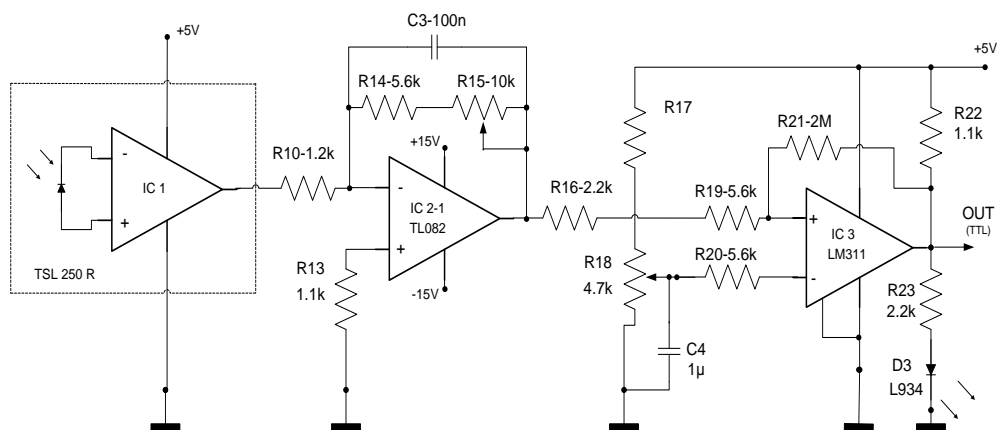 C3-100n
+5V
+5V
R14-5.6k
R15-10k
R17
R22
1.1k
R21-2M
+15V
R10-1.2k
-
IC 1
+
-
IC 2-1
TL082
+
R16-2.2k
R19-5.6k
+
IC 3
LM311
-
OUT
(TTL)
TSL 250 R
R13
1.1k
-15V
R18
4.7k
R20-5.6k
R23
2.2k
C4
1µ
D3
L934